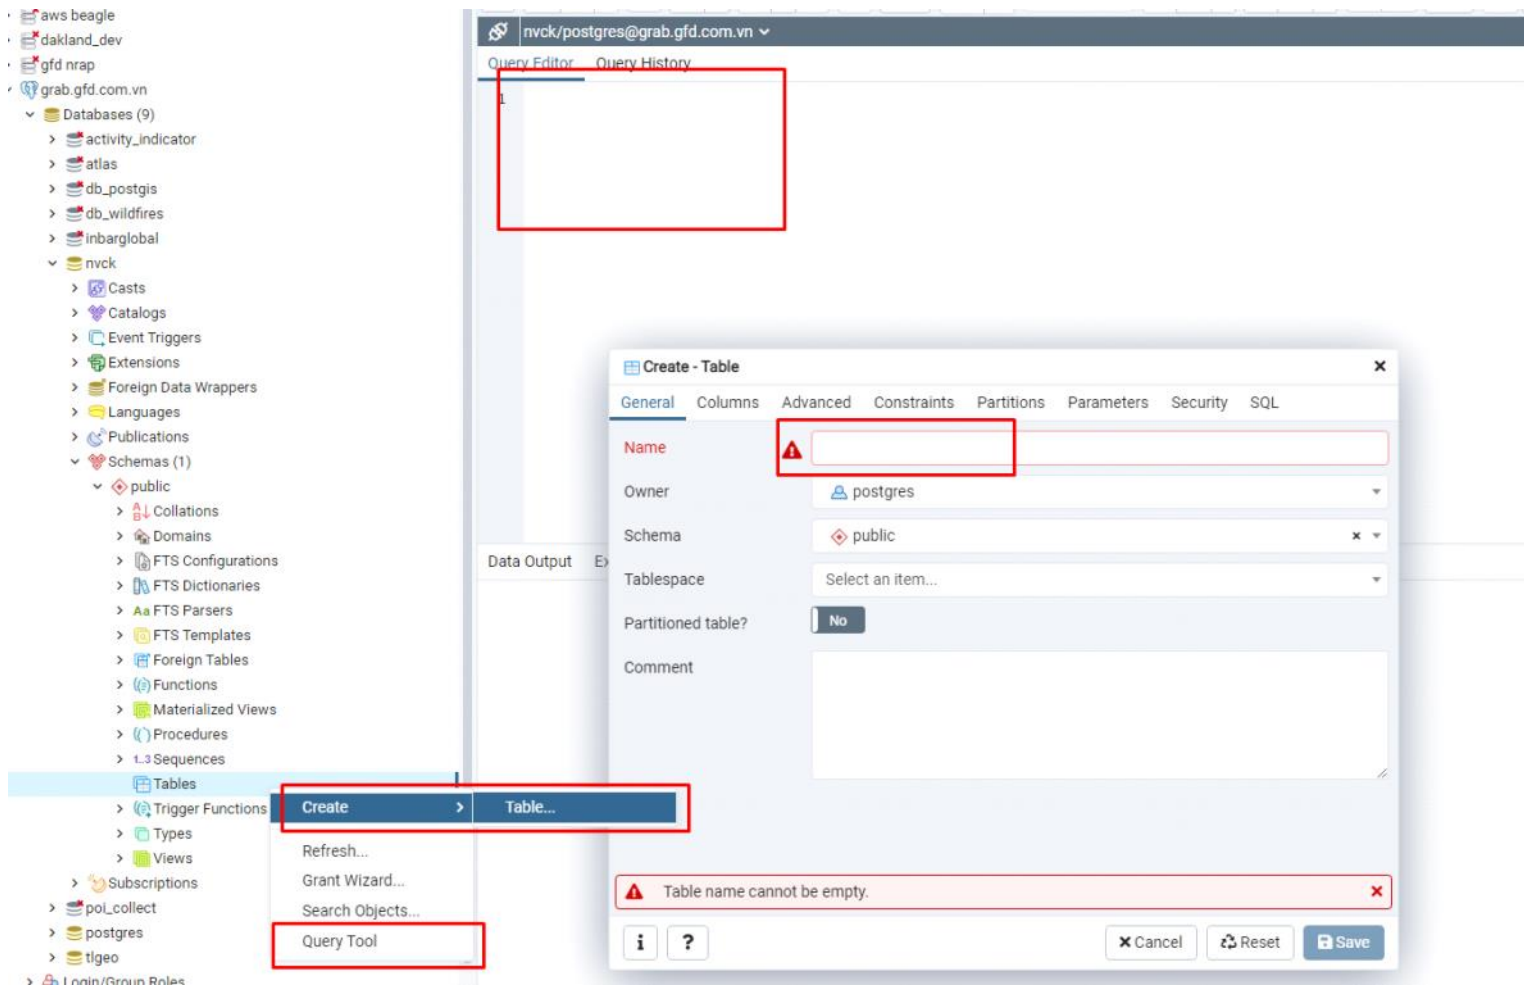 aws beagle
dakland_dev
gfd nrap
grab.gfd.com.vn
Databases (9)
activity_indicator
atlas
db_postgis
db_wildfires
inbarglobal
nvck
Casts
Catalogs
Event Triggers
Extensions
Foreign Data Wrappers
Languages
Publications
Schemas (1)
public
Collations
Domains
FTS Configurations
FTS Dictionaries
Aa FTS Parsers
FTS Templates
Foreign Tables
Functions
Materialized Views
Procedures
1..3 Sequences
Tables
Trigger Functions
Types
Views
Subscriptions
poi_collect
postgres
tlgeo
Login/Group Roles
Create
Table...
Refresh...
Grant Wizard...
Search Objects...
Query Tool
nvck/postgres@grab.gfd.com.vn
Query Editor Query History
1
Data Output Ex
Create - Table
General Columns Advanced Constraints Partitions Parameters Security SQL
Name
Owner postgres
Schema public
Tablespace Select an item...
Partitioned table? No
Comment
Table name cannot be empty.
i ? Cancel Reset Save